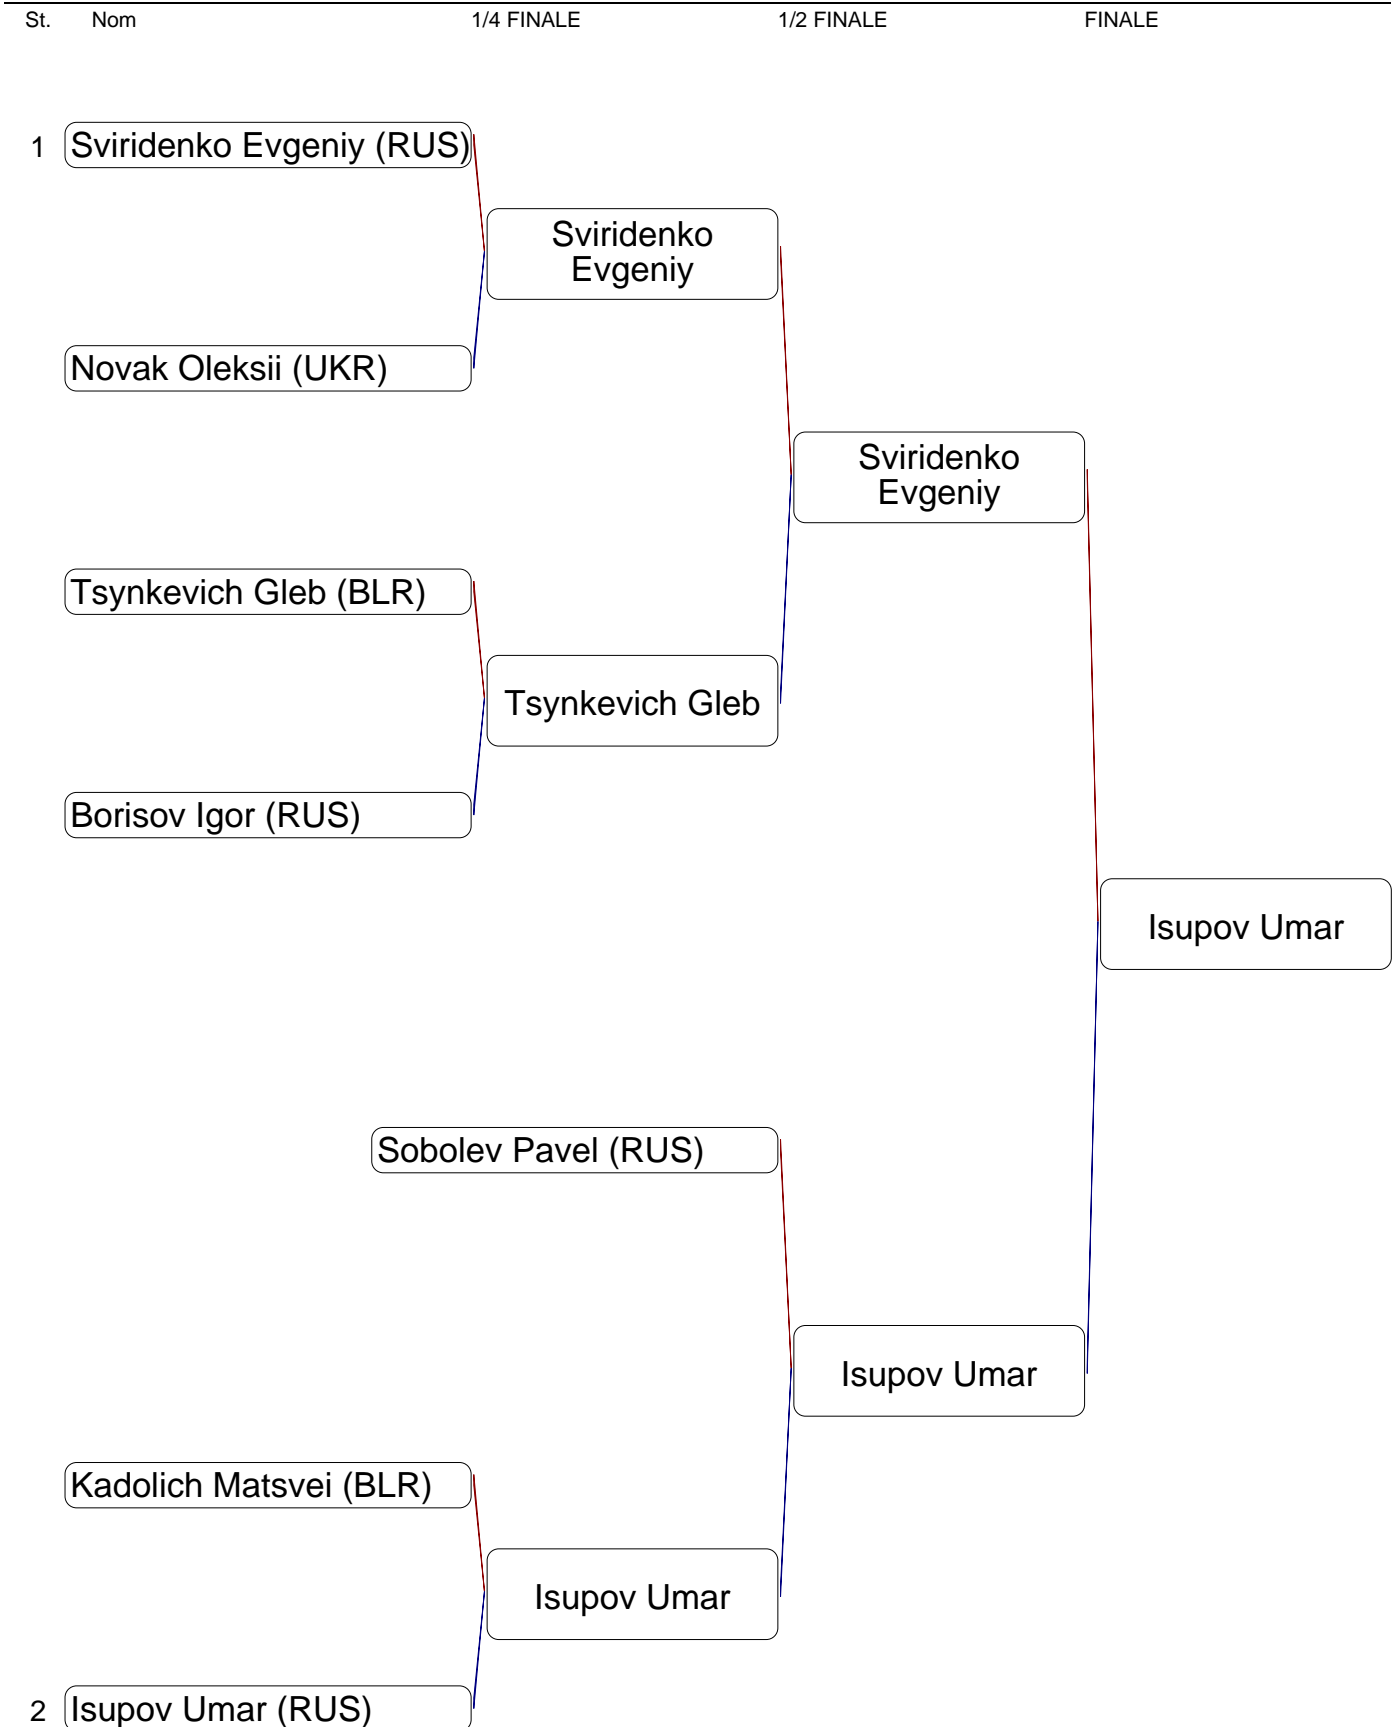 St. Nom 1/4 FINALE 1/2 FINALE FINALE
1 Sviridenko Evgeniy (RUS)
Sviridenko
Evgeniy
Novak Oleksii (UKR)
Sviridenko
Evgeniy
Tsynkevich Gleb (BLR)
Tsynkevich Gleb
Borisov Igor (RUS)
Isupov Umar
Sobolev Pavel (RUS)
Isupov Umar
Kadolich Matsvei (BLR)
Isupov Umar
2 Isupov Umar (RUS)